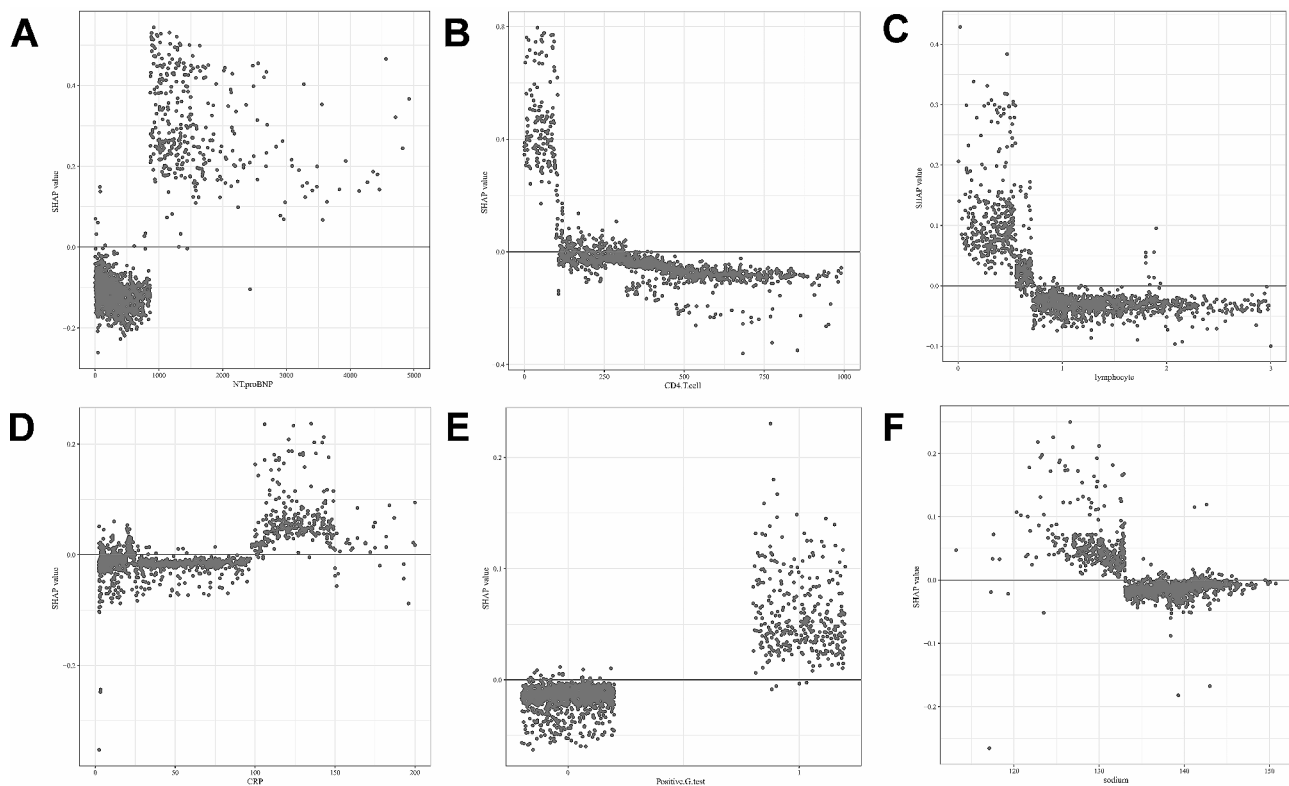 A
SHAP value
0.4
0.2
0.0
-0.2
0
1000
2000
3000
4000
5000
NT.proBNP
B
SHAP value
0.8
0.4
0.0
0.4
0
250
500
750
1000
CD4.T.cell
C
SHAP value
0.4
0.3
0.2
0.1
0.0
-0.1
0
1
2
3
lymphocyte
D
SHAP value
0.2
0.0
-0.2
0
50
100
150
200
CRP
E
SHAP value
0.2
0.1
0.0
0
1
Positive.G.test
F
SHAP value
0.2
0.1
0.0
-0.1
-0.2
120
130
140
150
sodium